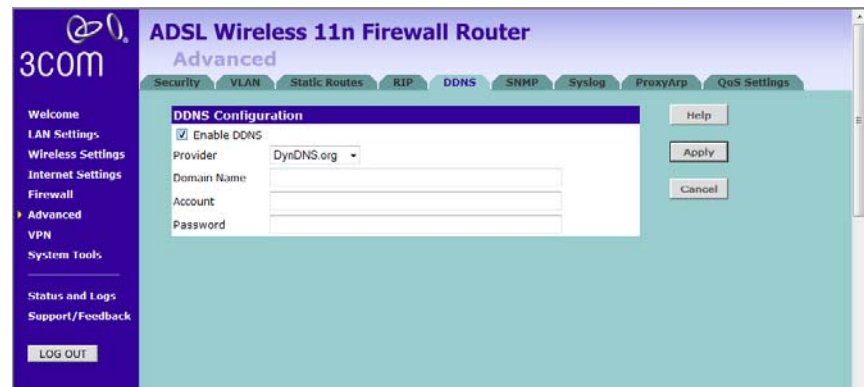 3COM
ADSL Wireless 11n Firewall Router
Advanced
Security VLAN Static Routes RIP DDNS SNMP Syslog ProxyArp QoS Settings
Welcome
LAN Settings
Wireless Settings
Internet Settings
Firewall
Advanced
VPN
System Tools
Status and Logs
Support/Feedback
LOG OUT
DDNS Configuration
Enable DDNS
Provider DynDNS.org
Domain Name
Account
Password
Help
Apply
Cancel